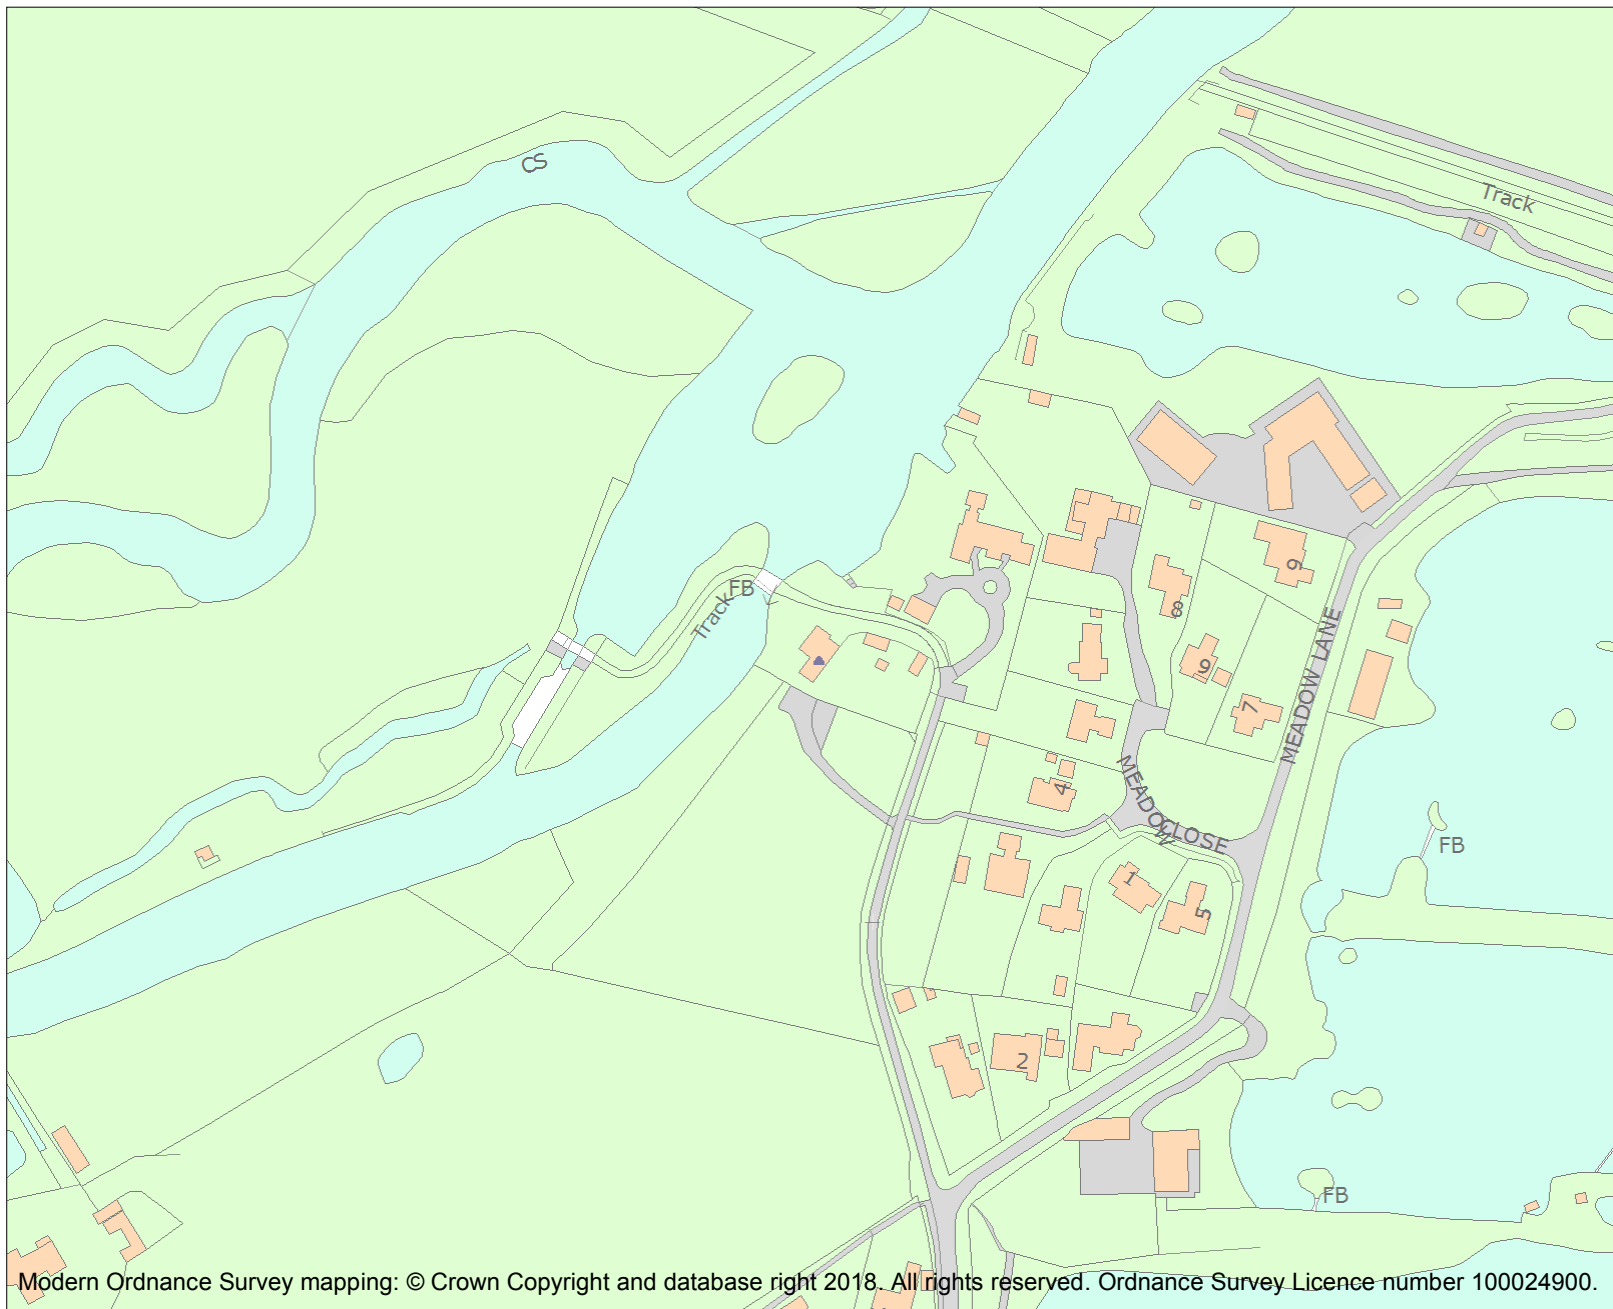 CS
Track
FB
Track
9
8
9
7
MEADOW LANE
4
MEADOW
CLOSE
FB
1
5
2
FB
Modern Ordnance Survey mapping: © Crown Copyright and database right 2018. All rights reserved. Ordnance Survey Licence number 100024900.